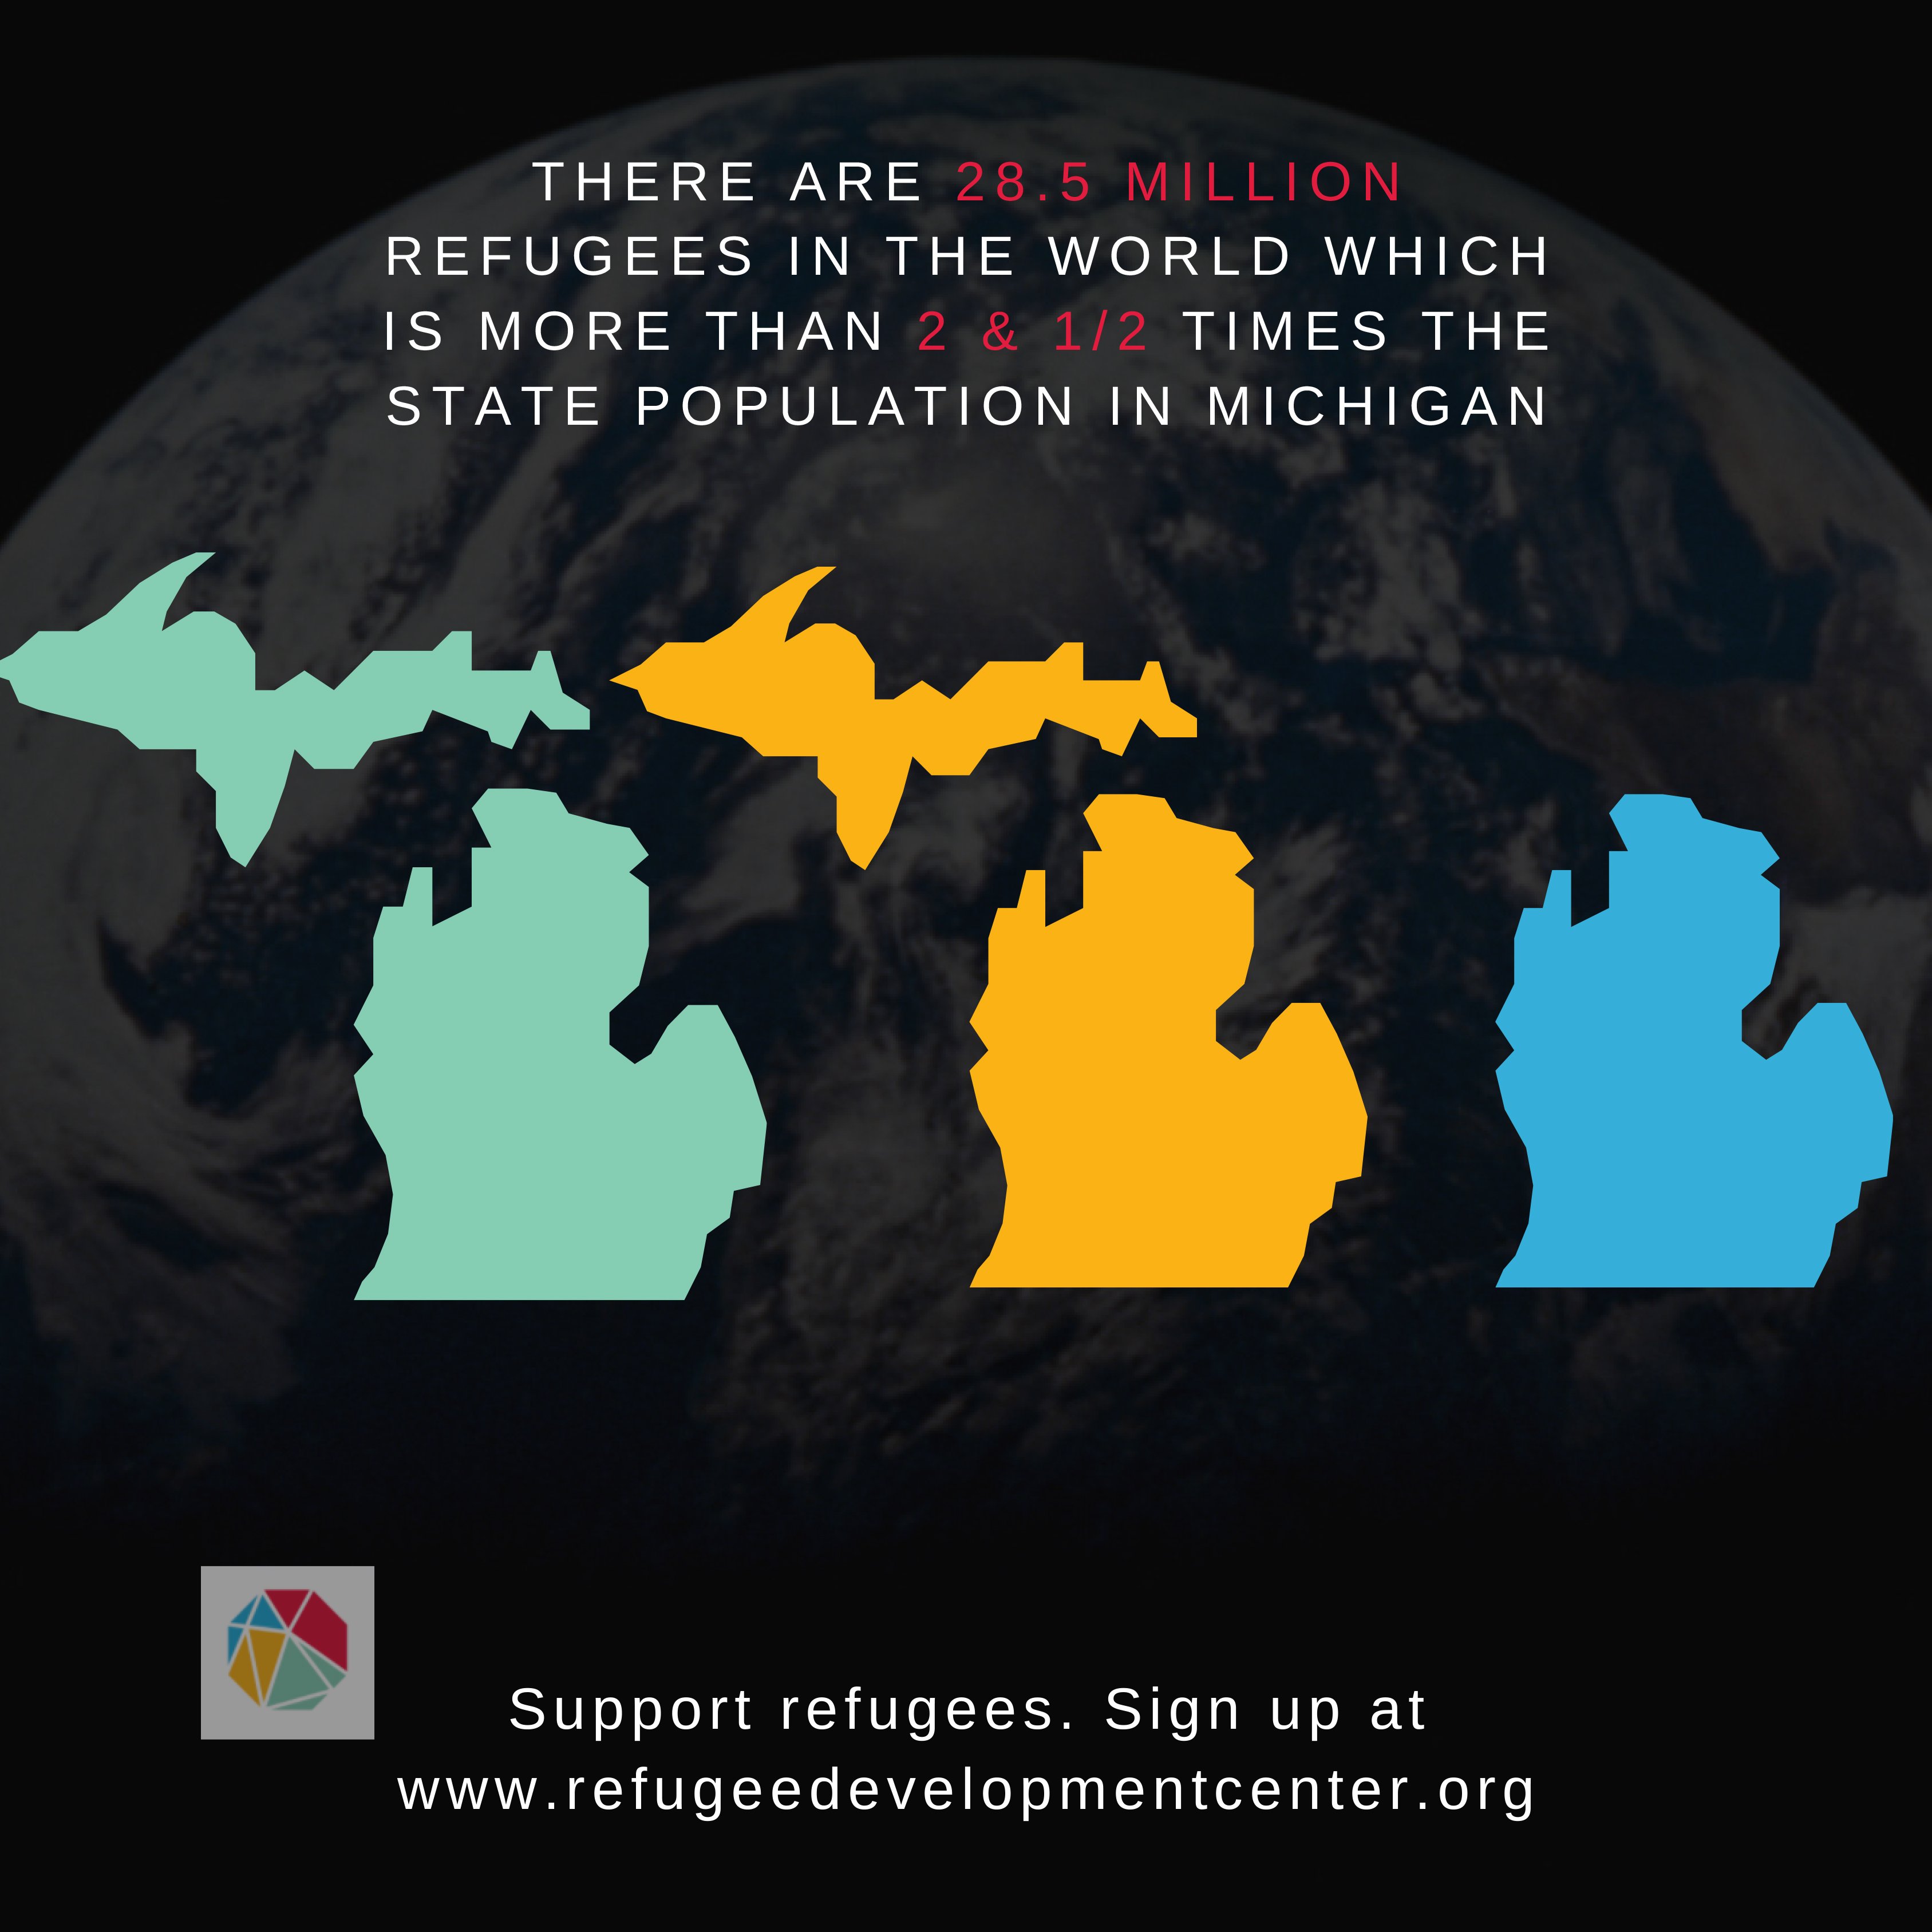 THERE ARE 28.5 MILLION
REFUGEES IN THE WORLD WHICH
IS MORE THAN 2 & 1/2 TIMES THE
STATE POPULATION IN MICHIGAN
Support refugees. Sign up at
www.refugeedevelopmentcenter.org